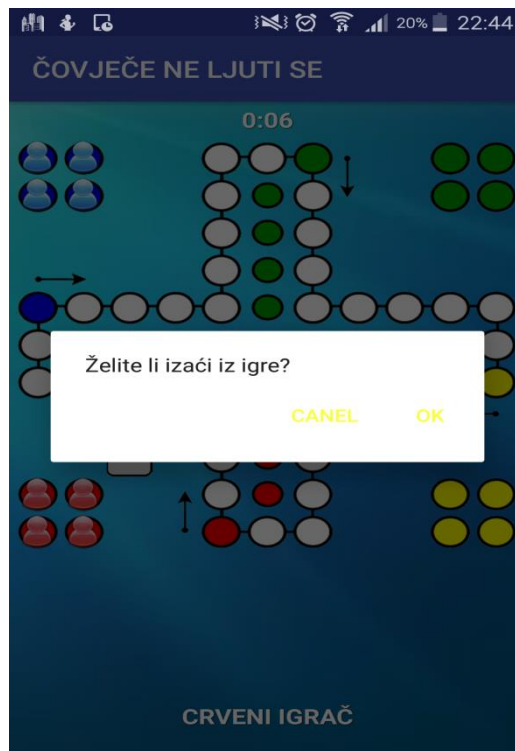 20% 22:44
ČOVJEČE NE LJUTI SE
0:06
Želite li izaći iz igre?
CANEL OK
CRVENI IGRAČ